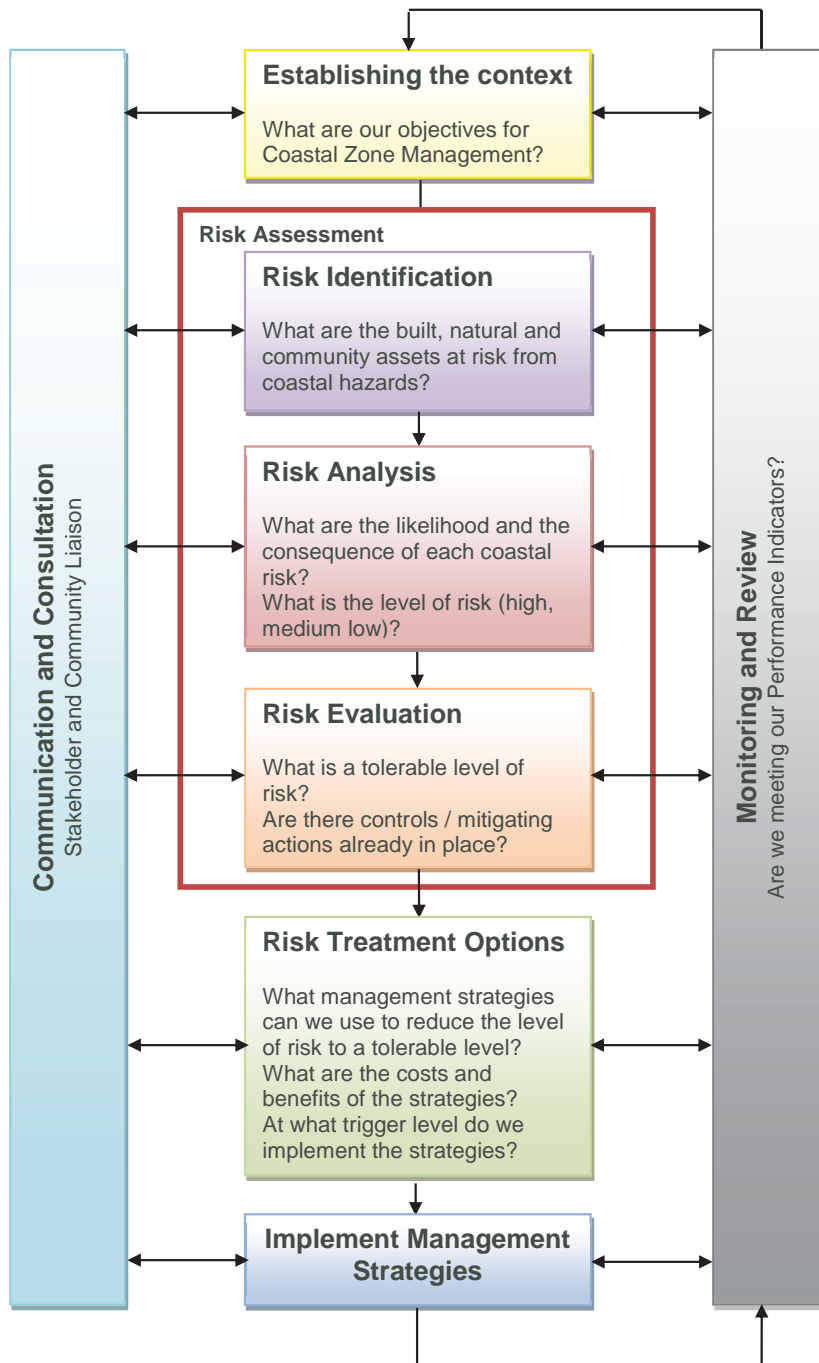 Establishing the context
What are our objectives for
Coastal Zone Management?
Risk Assessment
Risk Identification
What are the built, natural and
community assets at risk from
coastal hazards?
Risk Analysis
What are the likelihood and the
consequence of each coastal
risk?
What is the level of risk (high,
medium low)?
Risk Evaluation
What is a tolerable level of
risk?
Are there controls / mitigating
actions already in place?
Risk Treatment Options
What management strategies
can we use to reduce the level
of risk to a tolerable level?
What are the costs and
benefits of the strategies?
At what trigger level do we
implement the strategies?
Implement Management
Strategies
Communication and Consultation
Stakeholder and Community Liaison
Monitoring and Review
Are we meeting our Performance Indicators?